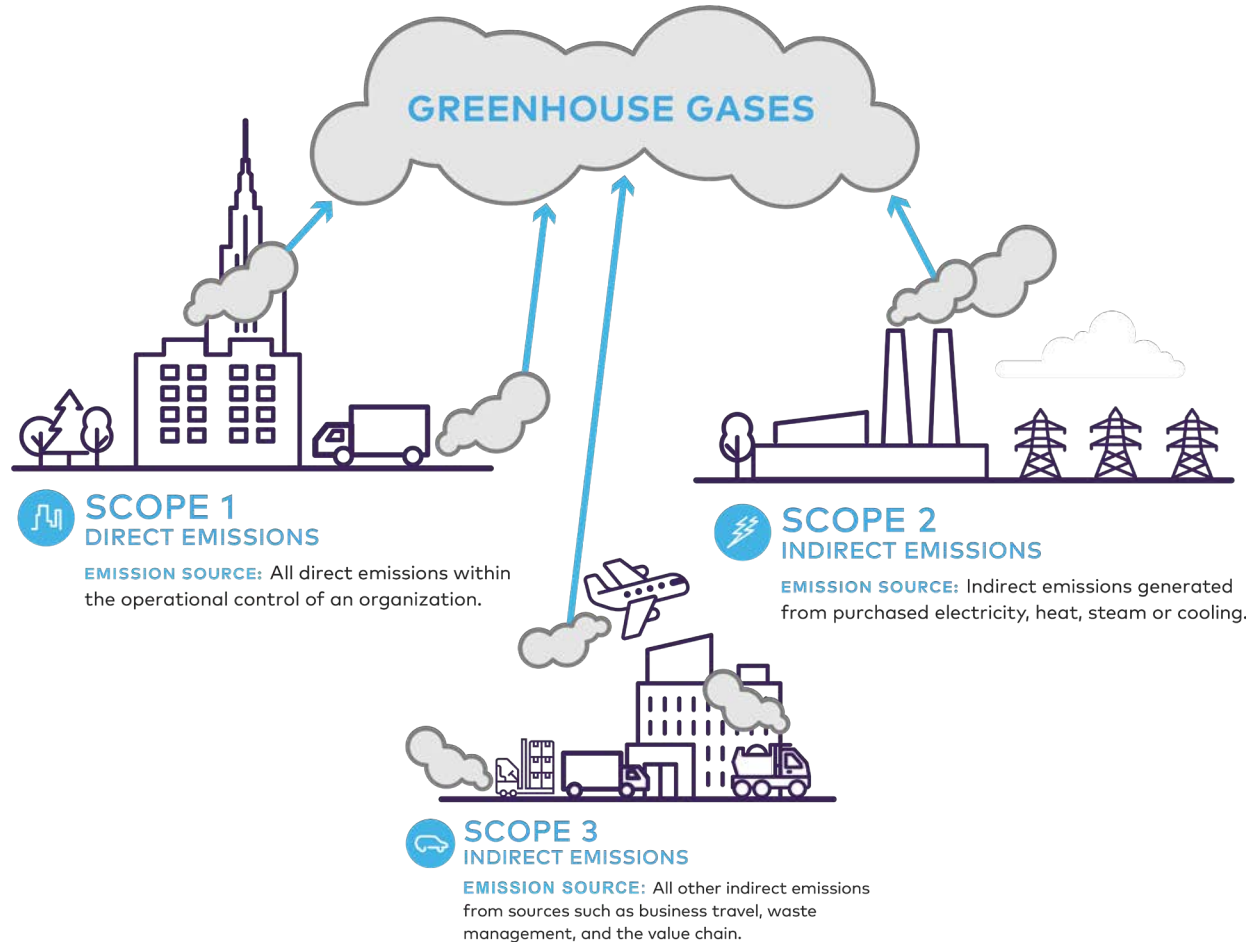 GREENHOUSE GASES
SCOPE 1
DIRECT EMISSIONS
EMISSION SOURCE: All direct emissions within
the operational control of an organization.
SCOPE 2
INDIRECT EMISSIONS
EMISSION SOURCE: Indirect emissions generated
from purchased electricity, heat, steam or cooling.
SCOPE 3
INDIRECT EMISSIONS
EMISSION SOURCE: All other indirect emissions
from sources such as business travel, waste
management, and the value chain.